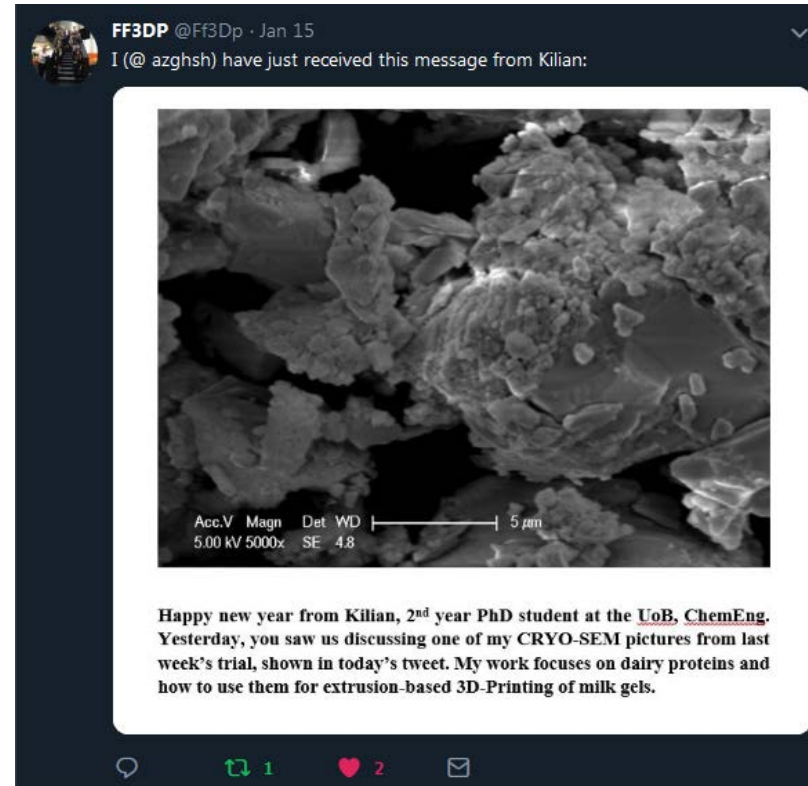 FF3DP @Ff3Dp · Jan 15
I (@ azghsh) have just received this message from Kilian:
Acc.V Magn Det WD 5 µm
5.00 kV 5000x SE 4.8
Happy new year from Kilian, 2nd year PhD student at the UoB, ChemEng.
Yesterday, you saw us discussing one of my CRYO-SEM pictures from last
week's trial, shown in today's tweet. My work focuses on dairy proteins and
how to use them for extrusion-based 3D-Printing of milk gels.
1 2